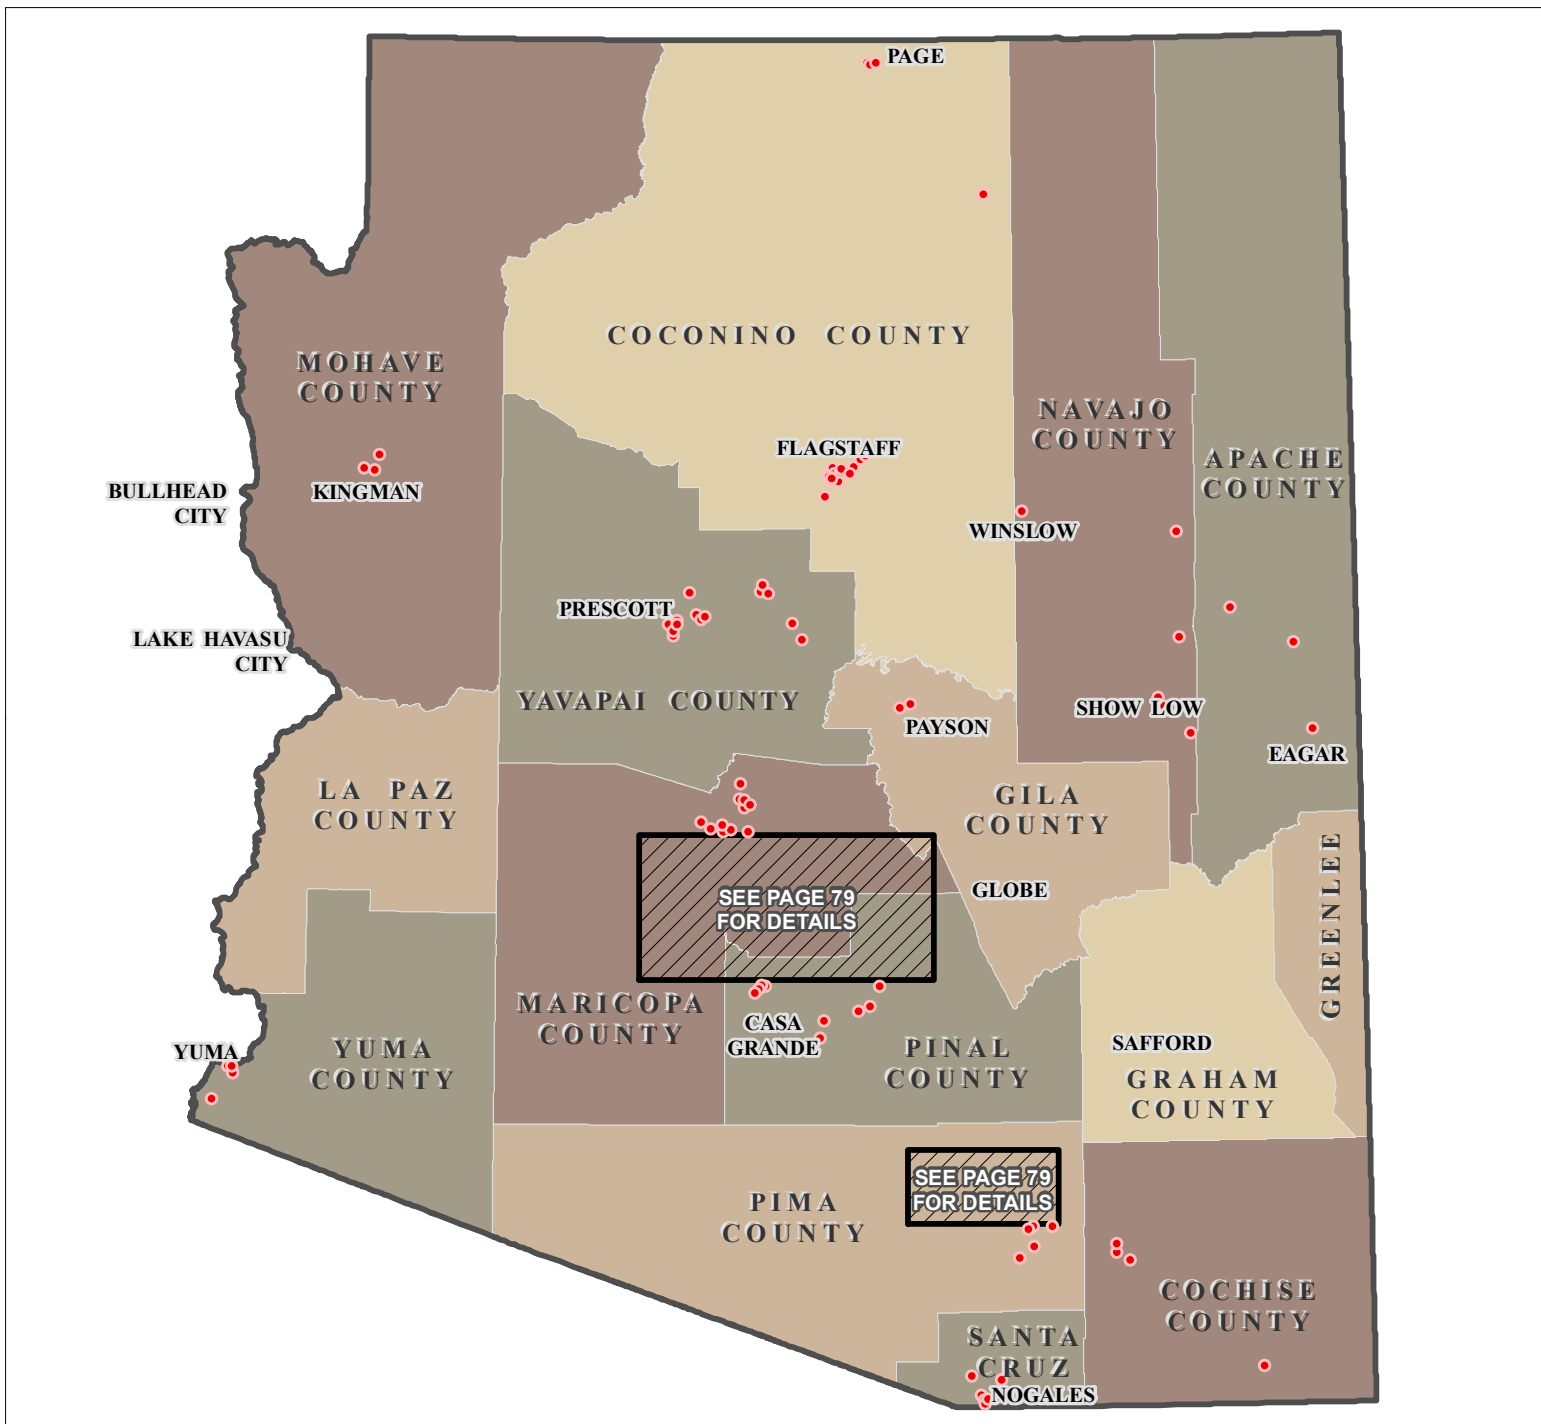 PAGE
COCONINO COUNTY
MOHAVE
COUNTY
NAVAJO
COUNTY
FLAGSTAFF
APACHE
COUNTY
KINGMAN
BULLHEAD
CITY
WINSLOW
PRESCOTT
LAKE HAVASU
CITY
YAVAPAI COUNTY
SHOW LOW
PAYSON
EAGAR
LA PAZ
COUNTY
GILA
COUNTY
GREENLEE
GLOBE
SEE PAGE 79
FOR DETAILS
MARICOPA
COUNTY
CASA
GRANDE
YUMA
YUMA
COUNTY
PINAL
COUNTY
SAFFORD
GRAHAM
COUNTY
SEE PAGE 79
FOR DETAILS
PIMA
COUNTY
COCHISE
COUNTY
SANTA
CRUZ
NOGALES